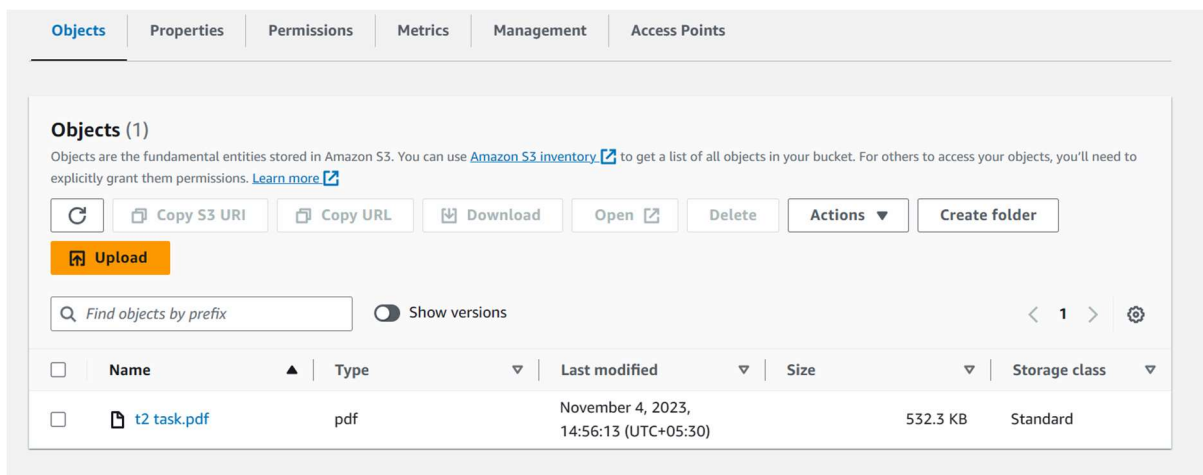 Objects Properties Permissions Metrics Management Access Points
Objects (1)
Objects are the fundamental entities stored in Amazon S3. You can use Amazon S3 inventory to get a list of all objects in your bucket. For others to access your objects, you'll need to
explicitly grant them permissions. Learn more
Copy S3 URI Copy URL Download Open Delete Actions Create folder
Upload
Find objects by prefix Show versions 1
Name Type Last modified Size Storage class
t2 task.pdf pdf November 4, 2023, 532.3 KB Standard
14:56:13 (UTC+05:30)